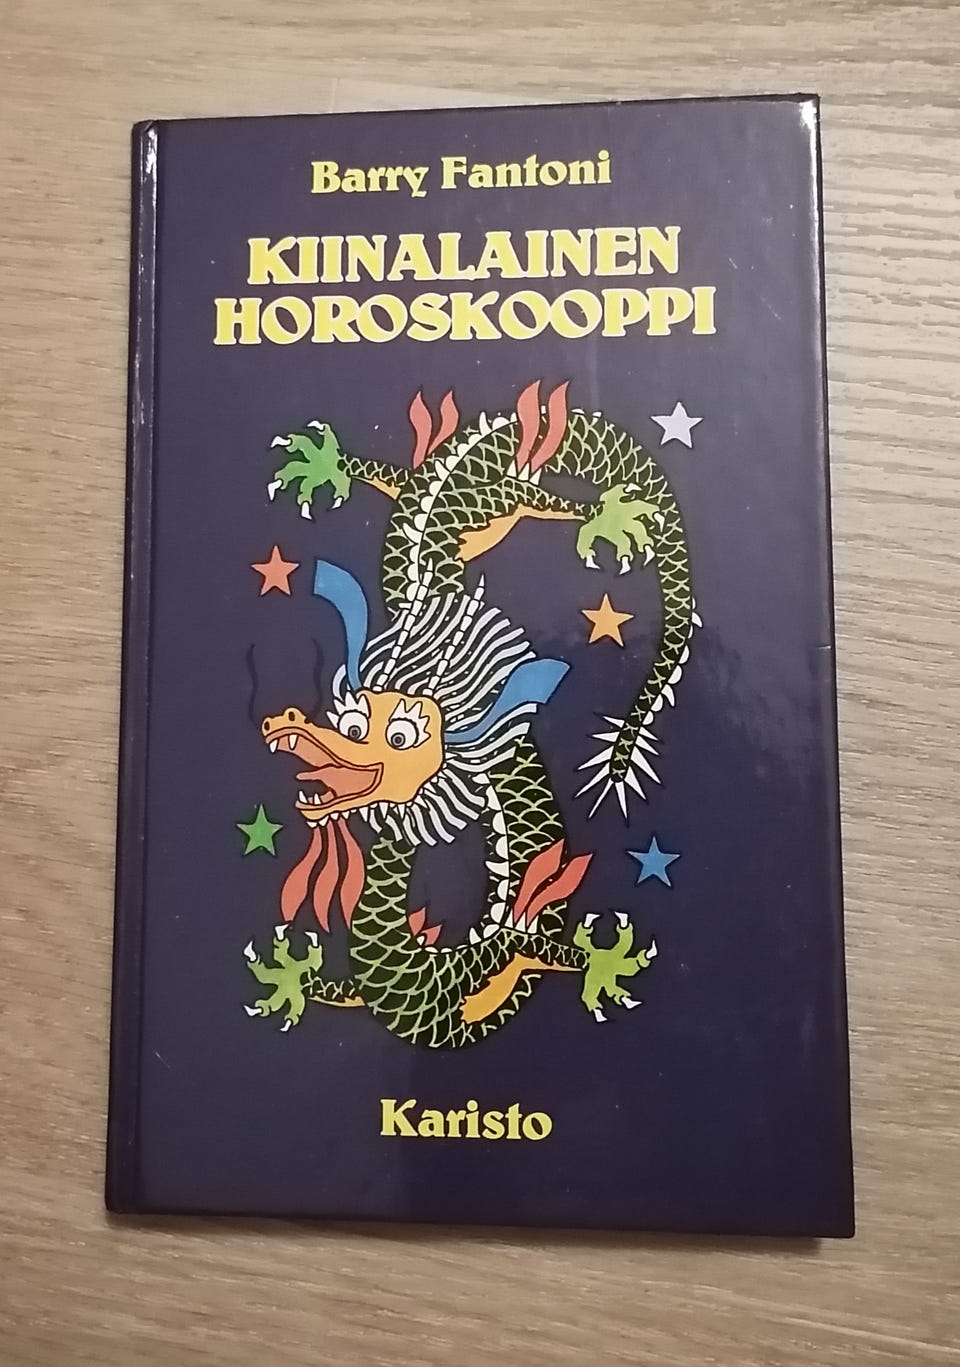 Barry Fantoni
KIINALAINEN
HOROSKOOPPI
Karisto